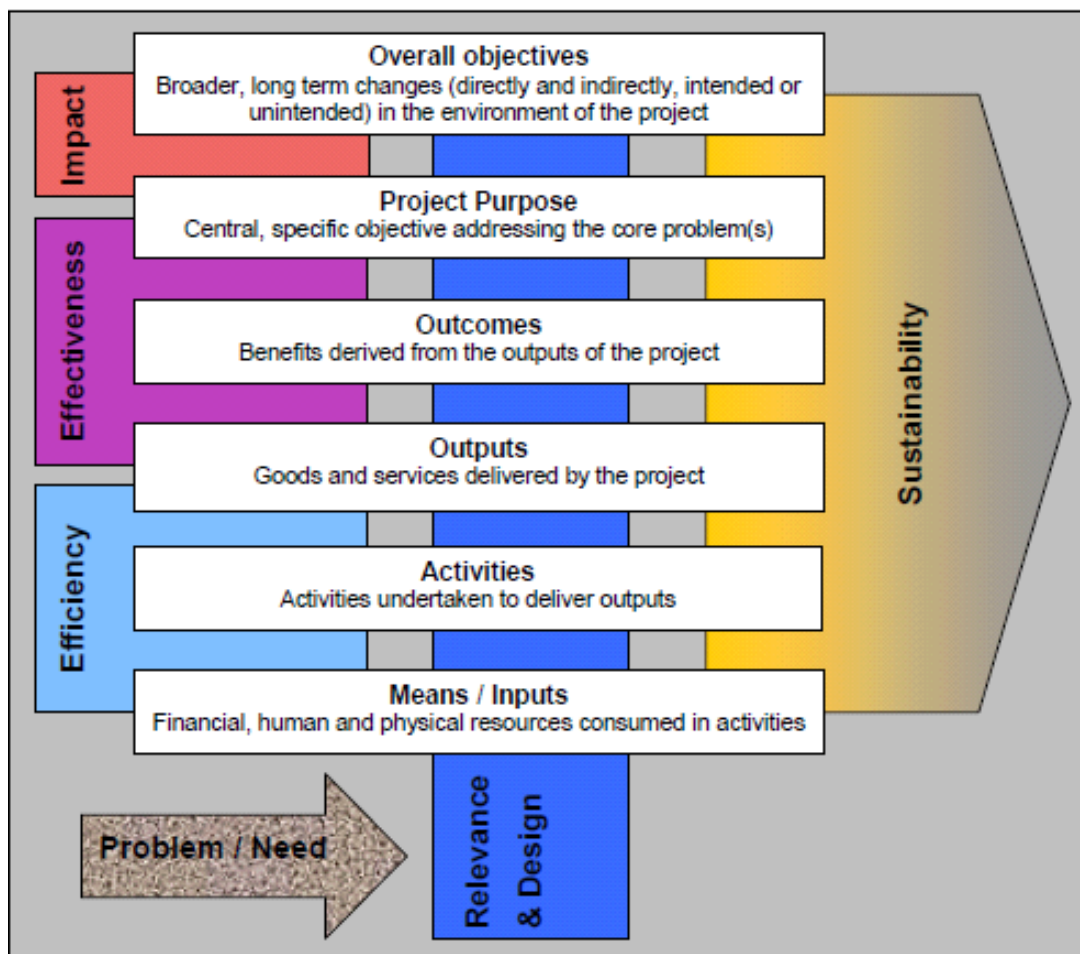 Overall objectives
Broader, long term changes (directly and indirectly, intended or
unintended) in the environment of the project
Impact
Project Purpose
Central, specific objective addressing the core problem(s)
Effectiveness
Outcomes
Benefits derived from the outputs of the project
Sustainability
Outputs
Goods and services delivered by the project
Efficiency
Activities
Activities undertaken to deliver outputs
Means / Inputs
Financial, human and physical resources consumed in activities
Problem / Need
Relevance
& Design